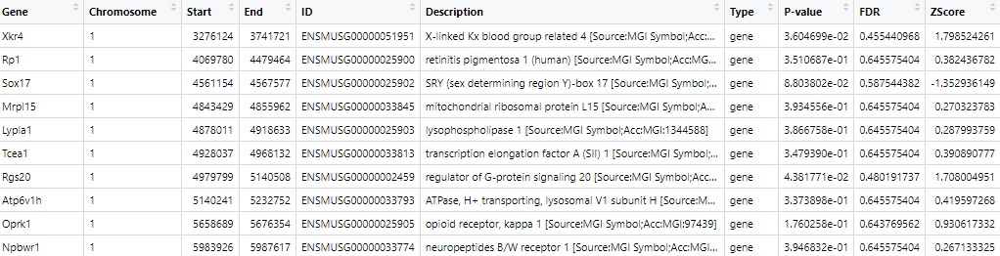 Gene Chromosome Start End ID Description Type P-value FDR ZScore
Xkr4 1 3276124 3741721 ENSMUSG00000051951 X-linked Kx blood group related 4 [Source:MGI Symbol;Acc:... gene 3.604699e-02 0.455440968 1.798524261
Rp1 1 4069780 4479464 ENSMUSG00000025900 retinitis pigmentosa 1 (human) [Source:MGI Symbol;Acc:MG... gene 3.510687e-01 0.645575404 0.382436782
Sox17 1 4561154 4567577 ENSMUSG00000025902 SRY (sex determining region Y)-box 17 [Source:MGI Symbol;... gene 8.803802e-02 0.587544382 -1.352936149
Mrpl15 1 4843429 4855962 ENSMUSG00000033845 mitochondrial ribosomal protein L15 [Source:MGI Symbol;A... gene 3.934556e-01 0.645575404 0.270323783
Lypla1 1 4878011 4918633 ENSMUSG00000025903 lysophospholipase 1 [Source:MGI Symbol;Acc:MGI:1344588] gene 3.866758e-01 0.645575404 0.287993759
Tcea1 1 4928037 4968132 ENSMUSG00000033813 transcription elongation factor A (SII) 1 [Source:MGI Symbol;... gene 3.479390e-01 0.645575404 0.390890777
Rgs20 1 4979799 5140508 ENSMUSG00000002459 regulator of G-protein signaling 20 [Source:MGI Symbol;Acc... gene 4.381771e-02 0.480191737 1.708004951
Atp6v1h 1 5140241 5232752 ENSMUSG00000033793 ATPase, H+ transporting, lysosomal V1 subunit H [Source:M... gene 3.373898e-01 0.645575404 0.419597268
Oprk1 1 5658689 5676354 ENSMUSG00000025905 opioid receptor, kappa 1 [Source:MGI Symbol;Acc:MGI:97439] gene 1.760258e-01 0.643769562 0.930617332
Npbwr1 1 5983926 5987617 ENSMUSG00000033774 neuropeptides B/W receptor 1 [Source:MGI Symbol;Acc:MGI:... gene 3.946832e-01 0.645575404 0.267133325